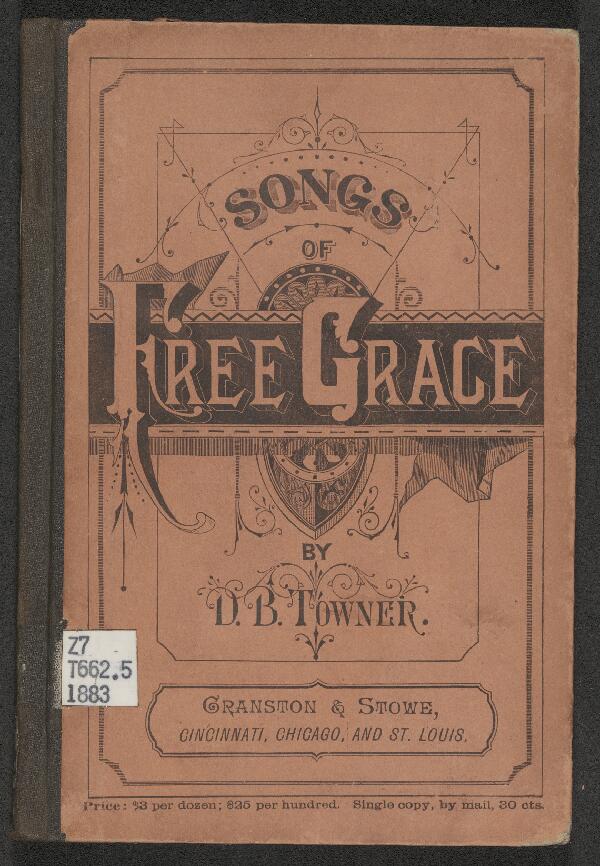 SONGS
OF
FREE GRACE
BY
D. B. TOWNER.
Z7
T662.5
1883
CRANSTON & STOWE,
CINCINNATI, CHICAGO, AND ST. LOUIS.
Price: $3 per dozen; $25 per hundred. Single copy, by mail, 30 cts.